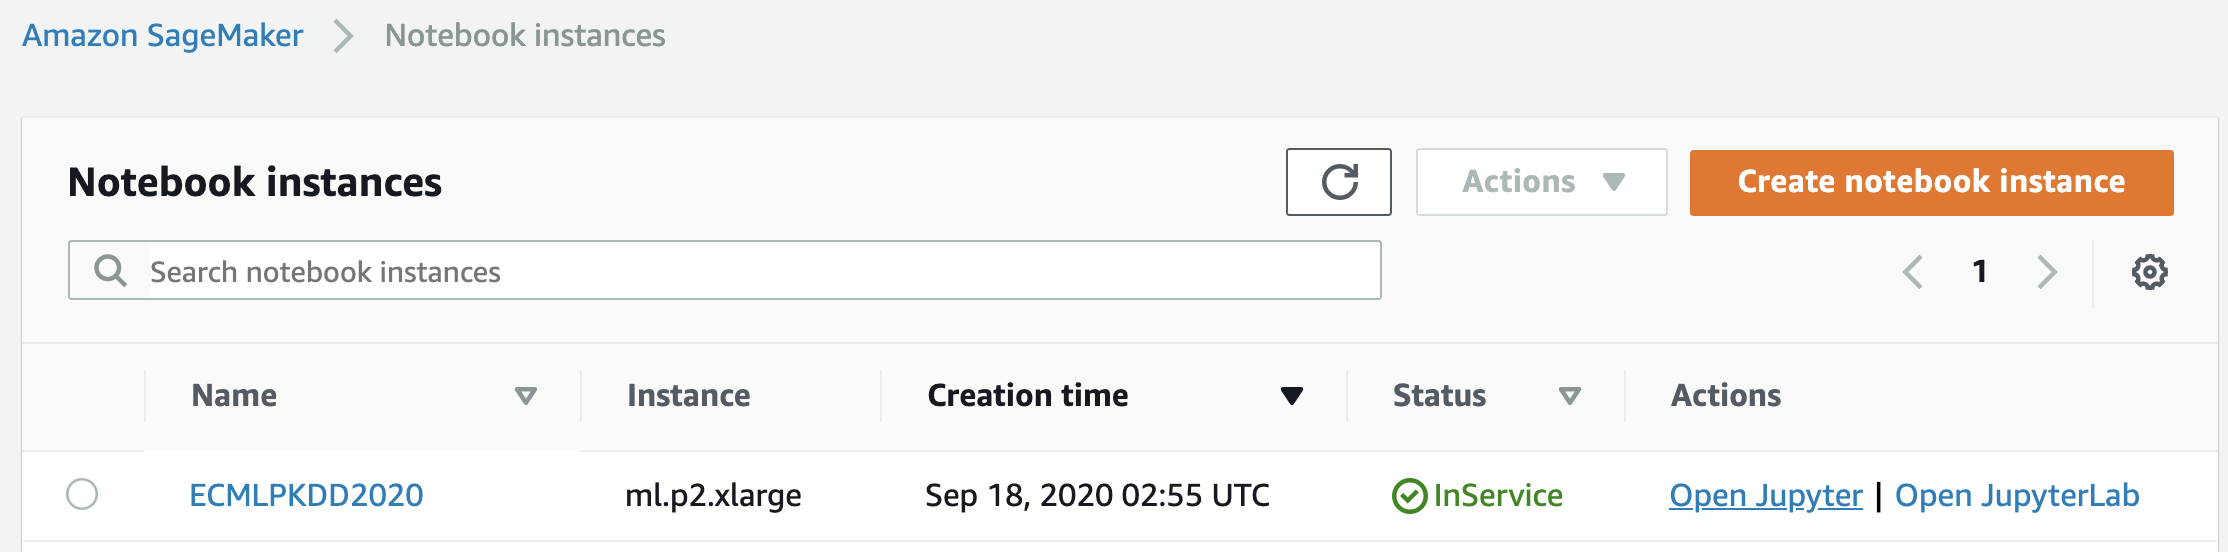 Amazon SageMaker > Notebook instances
Notebook instances
Actions
Create notebook instance
Search notebook instances
1
Name Instance Creation time Status Actions
ECMLPKDD2020 ml.p2.xlarge Sep 18, 2020 02:55 UTC InService Open Jupyter | Open JupyterLab